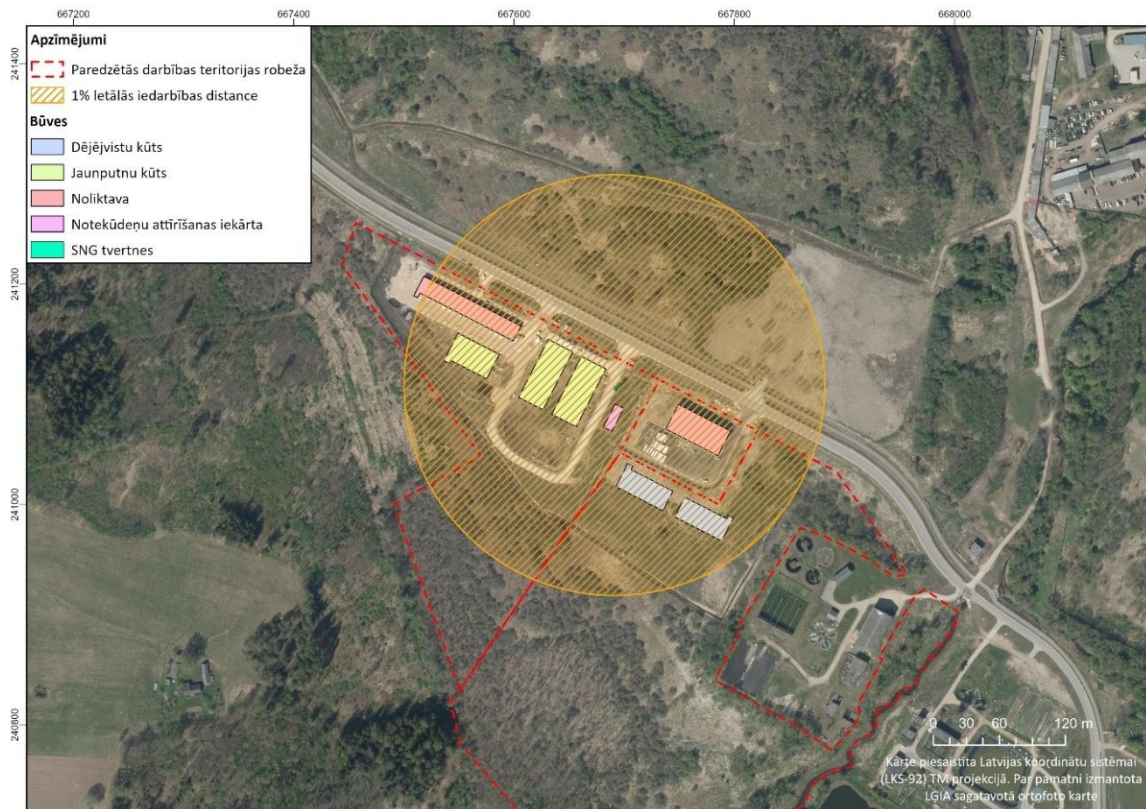 667200
667400
667600
667800
668000
241400
241200
241000
240800
Apzīmējumi
Paredzētās darbības teritorijas robeža
1% letālās iedarbības distance
Būves
Dējējvistu kūts
Jaunputnu kūts
Noliktava
Notekūdeņu attīrīšanas iekārta
SNG tvertnes
0 30 60 120 m
Karte piesaistīta Latvijas koordinātu sistēmai
(LKS-92) TM projekcijā. Par pamatni izmantota
LGIA sagatavotā ortofoto karte